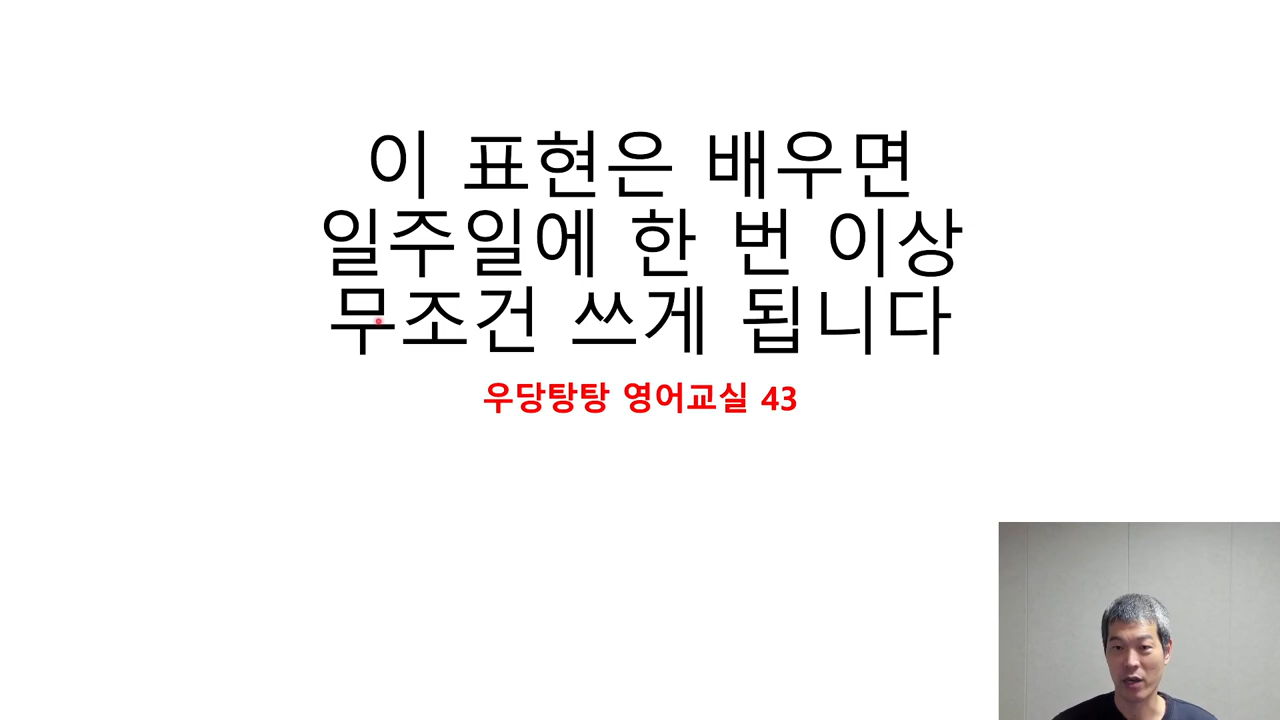 이 표현은 배우면
일주일에 한 번 이상
무조건 쓰게 됩니다
우당탕탕 영어교실 43